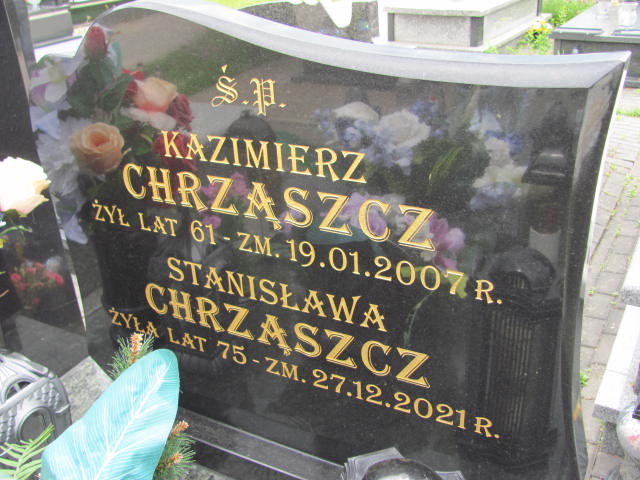 Ś.P.
KAZIMIERZ
CHRZĄSZCZ
ŻYŁ LAT 61 - ZM. 19.01.2007 R.
STANISŁAWA
CHRZĄSZCZ
ŻYŁA LAT 75 - ZM. 27.12.2021 R.